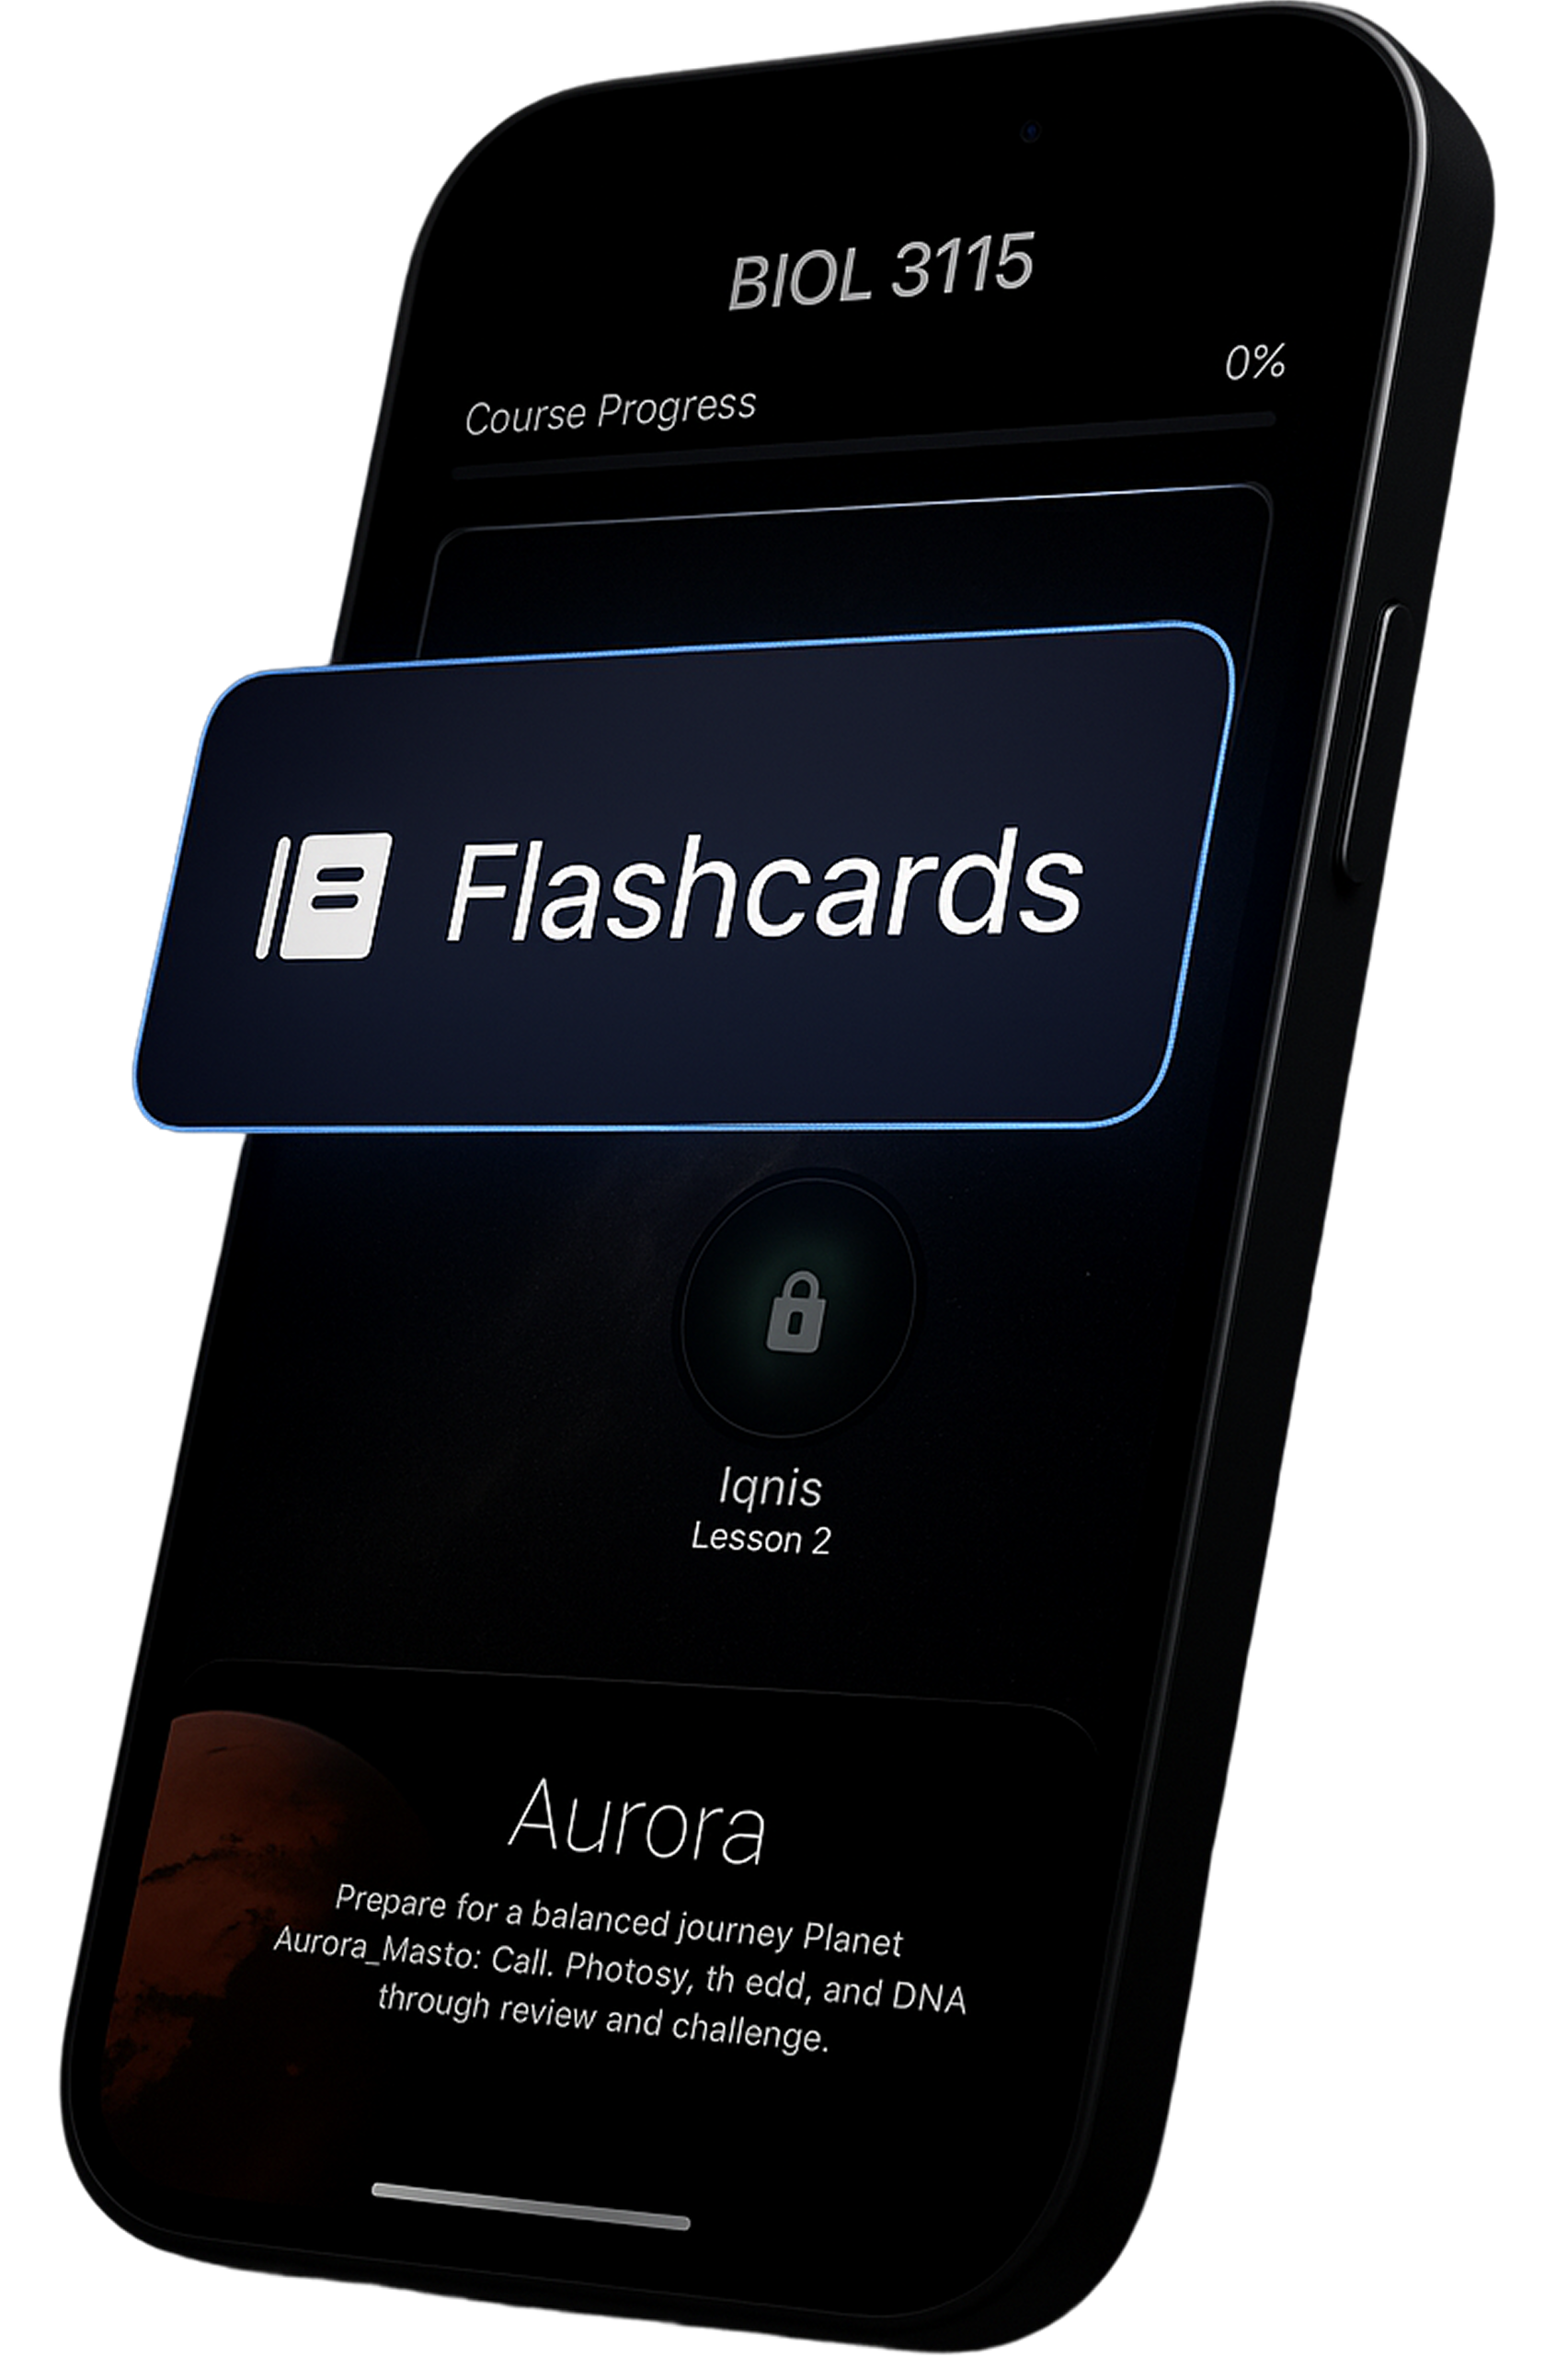 BIOL 3115
0%
Course Progress
Flashcards
Iqnis
Lesson 2
Aurora
Prepare for a balanced journey Planet
Aurora_Masto: Call. Photosy, th edd, and DNA
through review and challenge.